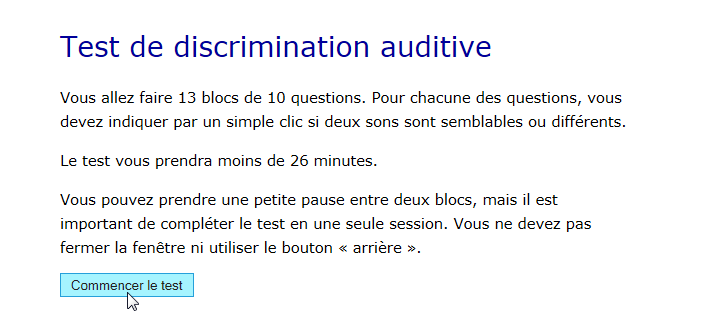 Test de discrimination auditive
Vous allez faire 13 blocs de 10 questions. Pour chacune des questions, vous
devez indiquer par un simple clic si deux sons sont semblables ou différents.
Le test vous prendra moins de 26 minutes.
Vous pouvez prendre une petite pause entre deux blocs, mais il est
important de compléter le test en une seule session. Vous ne devez pas
fermer la fenêtre ni utiliser le bouton « arrière ».
Commencer le test